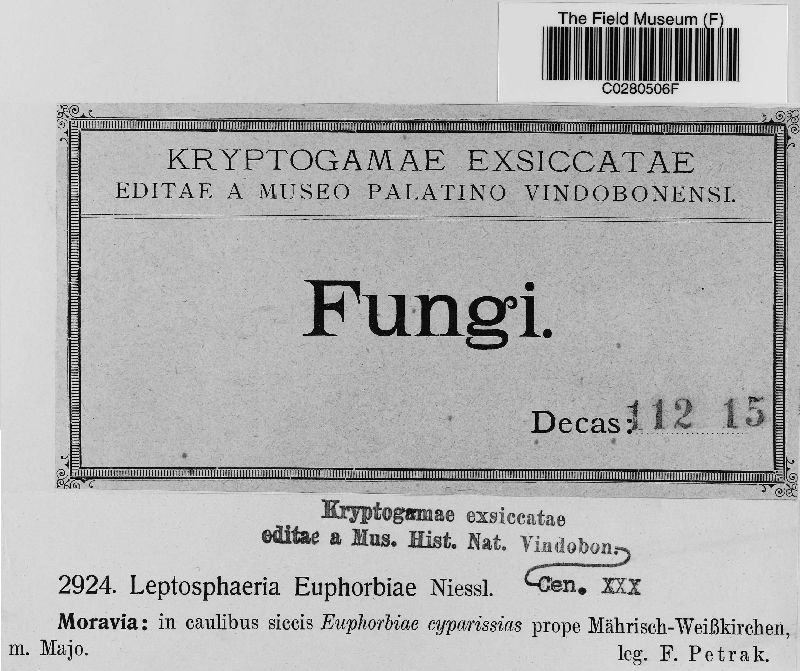 The Field Museum (F)
C0280506F
KRYPTOGAMAE EXSICCATAE
EDITAE A MUSEO PALATINO VINDOBONENSI.
Fungi.
Decas: 112 15
Kryptogamae exsiccatae
editae a Mus. Hist. Nat. Vindobon.
Cen. XXX
2924. Leptosphaeria Euphorbiae Niessl.
Moravia: in caulibus siccis Euphorbiae cyparissias prope Mährisch-Weißkirchen,
m. Majo.
leg. F. Petrak.